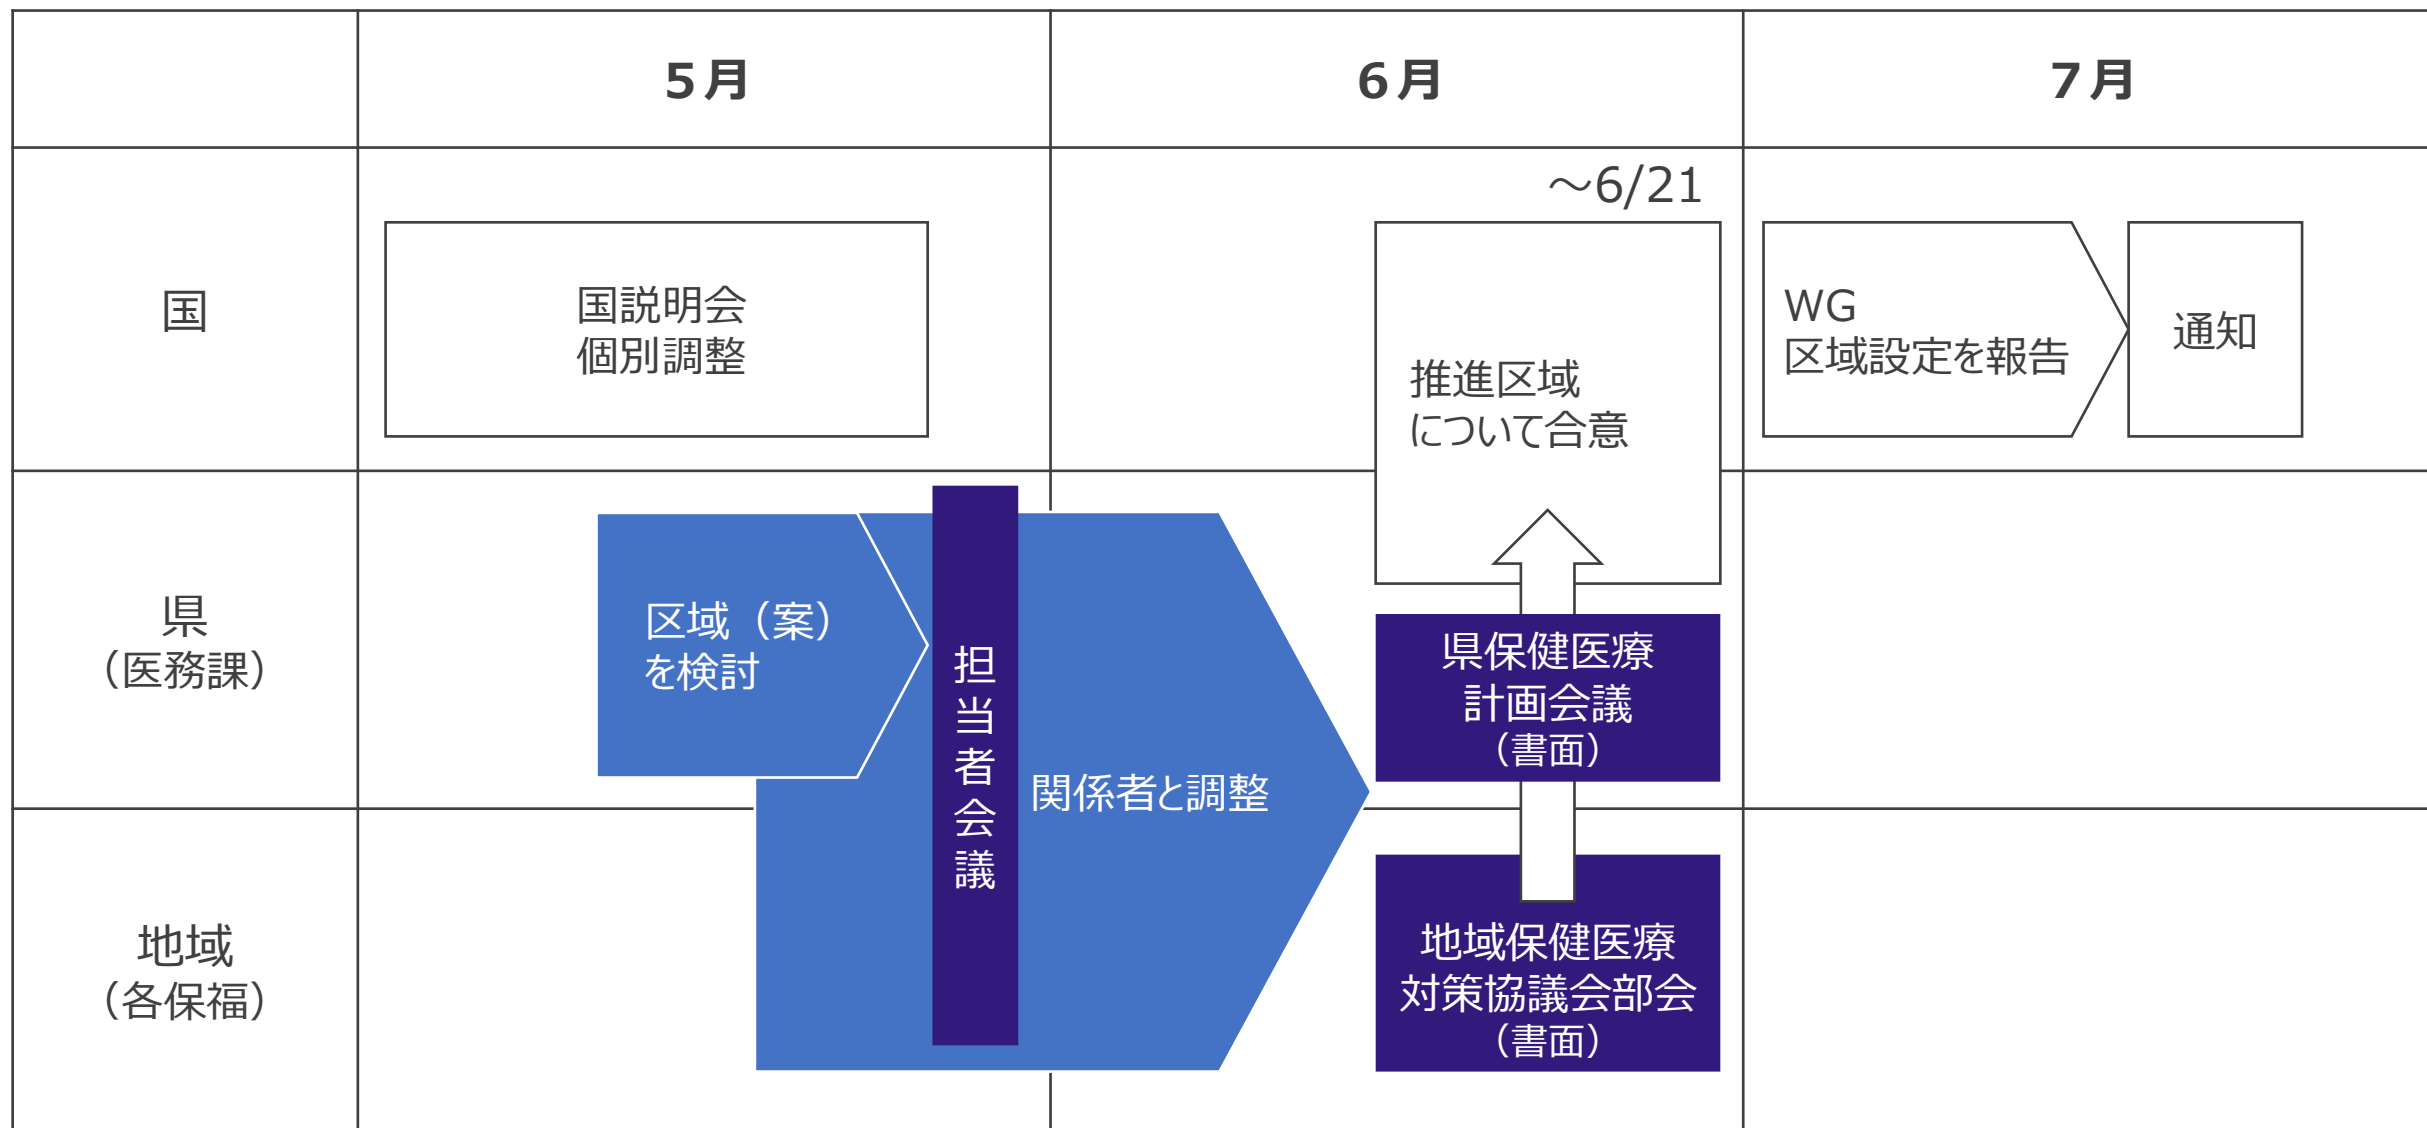 5月
6月
7月
国
国説明会
個別調整
～6/21
推進区域
について合意
WG
区域設定を報告
通知
県
（医務課）
区域（案）
を検討
担当者会議
関係者と調整
県保健医療
計画会議
（書面）
地域
（各保福）
地域保健医療
対策協議会部会
（書面）